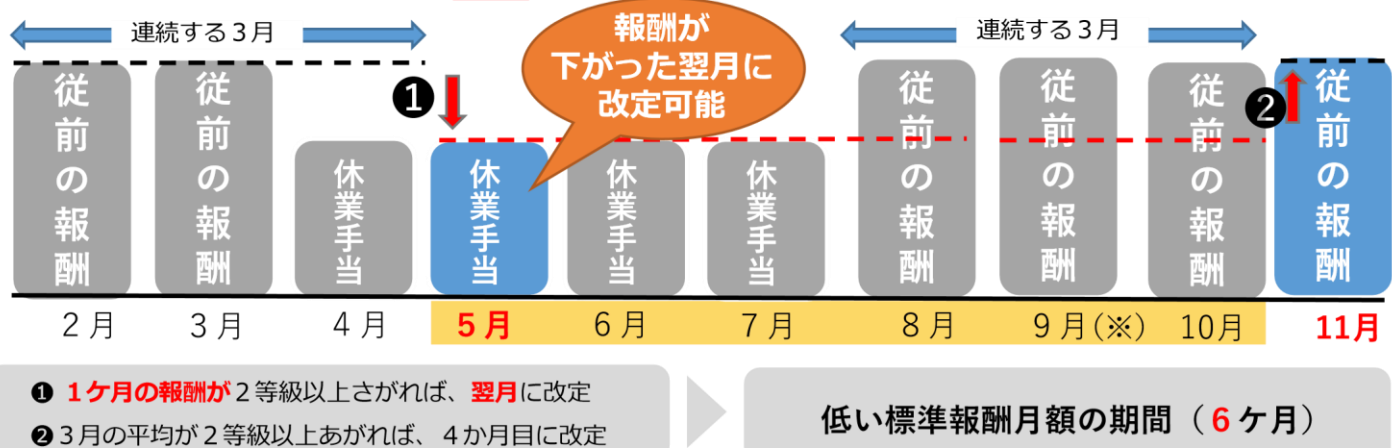 連続する3月
報酬が
下がった翌月に
改定可能
連続する3月
❶
❷
従前の報酬
従前の報酬
休業手当
休業手当
休業手当
休業手当
従前の報酬
従前の報酬
従前の報酬
従前の報酬
2月
3月
4月
5月
6月
7月
8月
9月(※)
10月
11月
❶ 1ケ月の報酬が2等級以上さがれば、翌月に改定
❷3月の平均が2等級以上あがれば、4か月目に改定
低い標準報酬月額の期間(6ケ月)